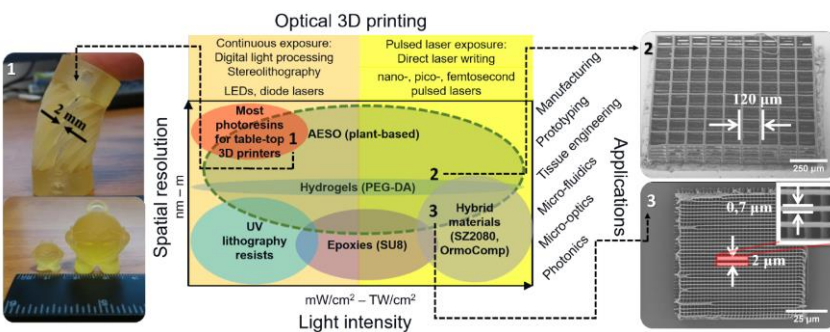 Optical 3D printing
Continuous exposure:
Digital light processing
Stereolithography
LEDs, diode lasers
Pulsed laser exposure:
Direct laser writing
nano-, pico-, femtosecond
pulsed lasers
1
2 mm
Spatial resolution
nm – m
Most
photoresins
for table-top
3D printers
1
AESO (plant-based)
2
Hydrogels (PEG-DA)
3
UV
lithography
resists
Epoxies (SU8)
Hybrid
materials
(SZ2080,
OrmoComp)
mW/cm² – TW/cm²
Light intensity
Manufacturing
Prototyping
Tissue engineering
Micro-fluidics
Micro-optics
Photonics
Applications
2
120 µm
250 µm
3
0,7 µm
2 µm
25 µm